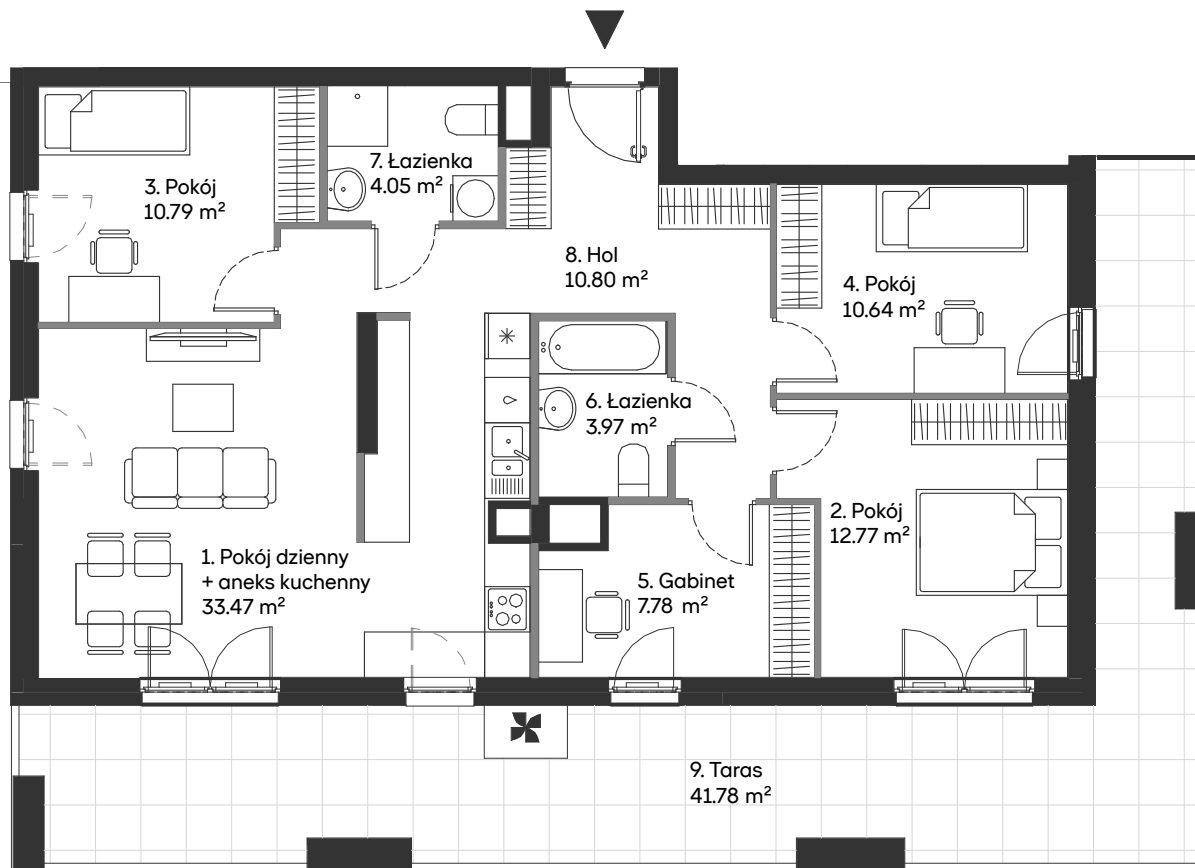 7. Łazienka
4.05 m²
3. Pokój
10.79 m²
8. Hol
10.80 m²
4. Pokój
10.64 m²
6. Łazienka
3.97 m²
2. Pokój
12.77 m²
1. Pokój dzienny
+ aneks kuchenny
33.47 m²
5. Gabinet
7.78 m²
9. Taras
41.78 m²